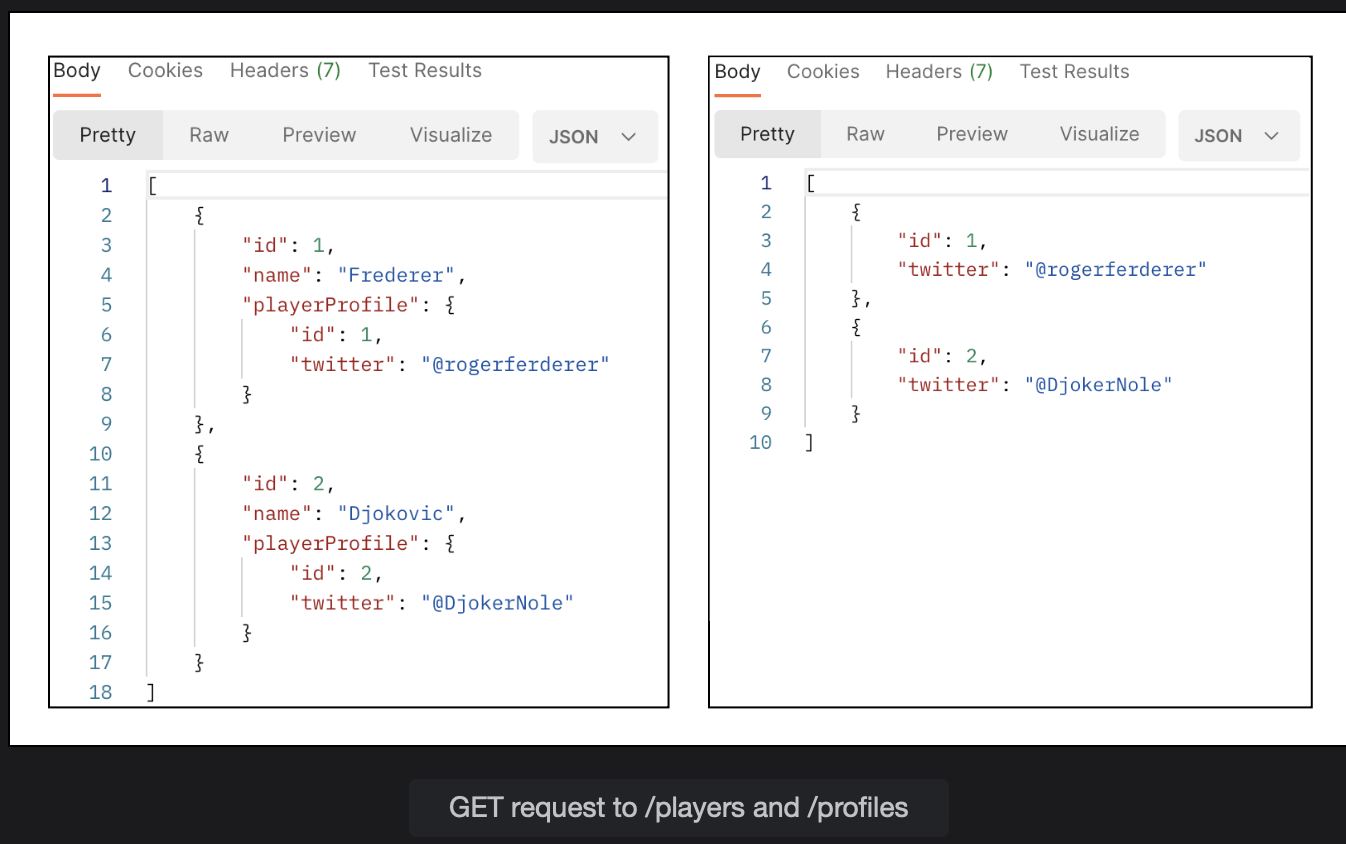 Body Cookies Headers (7) Test Results
Pretty Raw Preview Visualize JSON
1 [
2 {
3 "id": 1,
4 "name": "Frederer",
5 "playerProfile": {
6 "id": 1,
7 "twitter": "@rogerferderer"
8 }
9 },
10 {
11 "id": 2,
12 "name": "Djokovic",
13 "playerProfile": {
14 "id": 2,
15 "twitter": "@DjokerNole"
16 }
17 }
18 ]
Body Cookies Headers (7) Test Results
Pretty Raw Preview Visualize JSON
1 [
2 {
3 "id": 1,
4 "twitter": "@rogerferderer"
5 },
6 {
7 "id": 2,
8 "twitter": "@DjokerNole"
9 }
10 ]
GET request to /players and /profiles